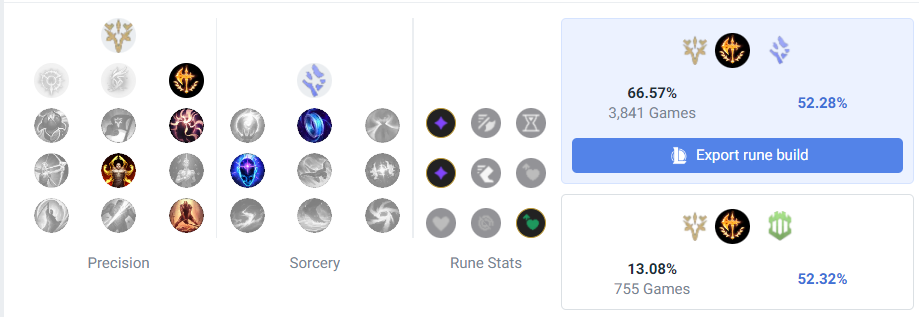 Precision
Sorcery
Rune Stats
66.57%
3,841 Games
52.28%
Export rune build
13.08%
755 Games
52.32%